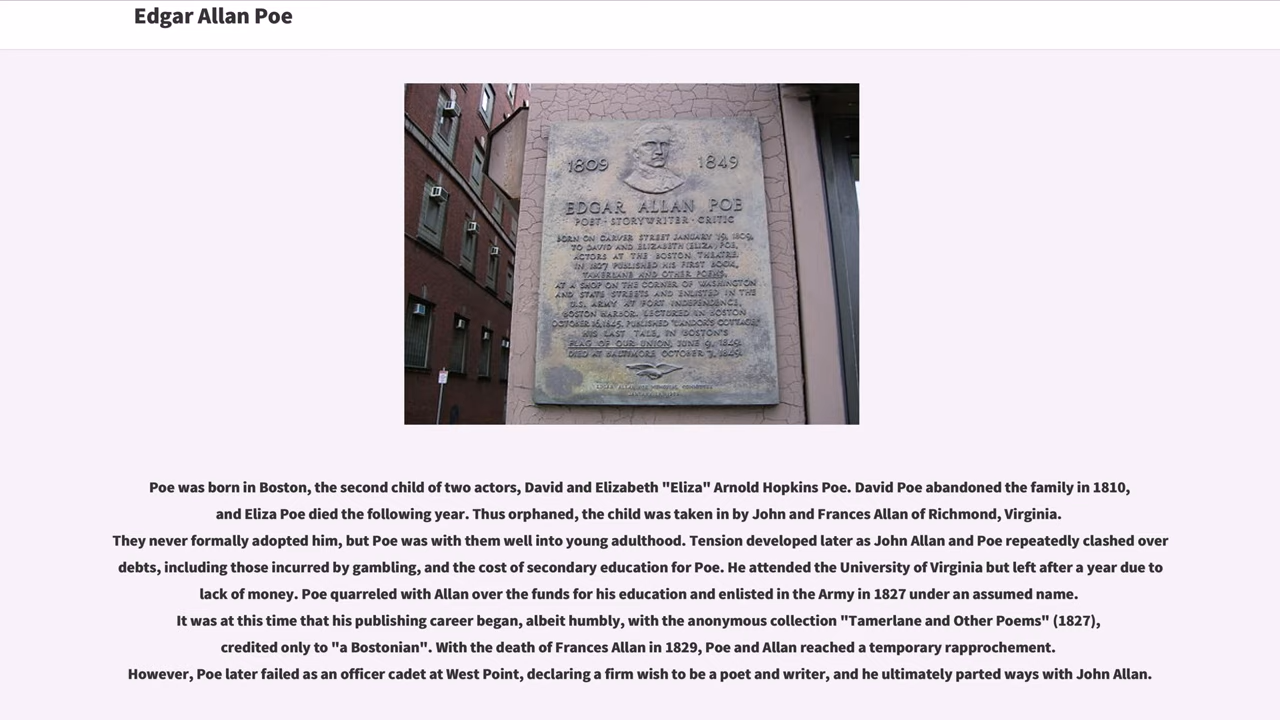 Edgar Allan Poe
1809 1849
EDGAR ALLAN POE
POET · STORYWRITER · CRITIC
BORN ON CARVER STREET JANUARY 19, 1809,
TO DAVID AND ELIZABETH (ELIZA) POE,
ACTORS AT THE BOSTON THEATRE.
IN 1827 PUBLISHED HIS FIRST BOOK,
TAMERLANE AND OTHER POEMS,
AT A SHOP ON THE CORNER OF WASHINGTON
AND STATE STREETS AND ENLISTED IN THE
U.S. ARMY AT FORT INDEPENDENCE,
BOSTON HARBOR. LECTURED IN BOSTON
OCTOBER 16, 1845. PUBLISHED "LANDOR'S COTTAGE,"
HIS LAST TALE, IN BOSTON'S
FLAG OF OUR UNION, JUNE 9, 1849.
DIED AT BALTIMORE OCTOBER 7, 1849.
Poe was born in Boston, the second child of two actors, David and Elizabeth "Eliza" Arnold Hopkins Poe. David Poe abandoned the family in 1810,
and Eliza Poe died the following year. Thus orphaned, the child was taken in by John and Frances Allan of Richmond, Virginia.
They never formally adopted him, but Poe was with them well into young adulthood. Tension developed later as John Allan and Poe repeatedly clashed over
debts, including those incurred by gambling, and the cost of secondary education for Poe. He attended the University of Virginia but left after a year due to
lack of money. Poe quarreled with Allan over the funds for his education and enlisted in the Army in 1827 under an assumed name.
It was at this time that his publishing career began, albeit humbly, with the anonymous collection "Tamerlane and Other Poems" (1827),
credited only to "a Bostonian". With the death of Frances Allan in 1829, Poe and Allan reached a temporary rapprochement.
However, Poe later failed as an officer cadet at West Point, declaring a firm wish to be a poet and writer, and he ultimately parted ways with John Allan.